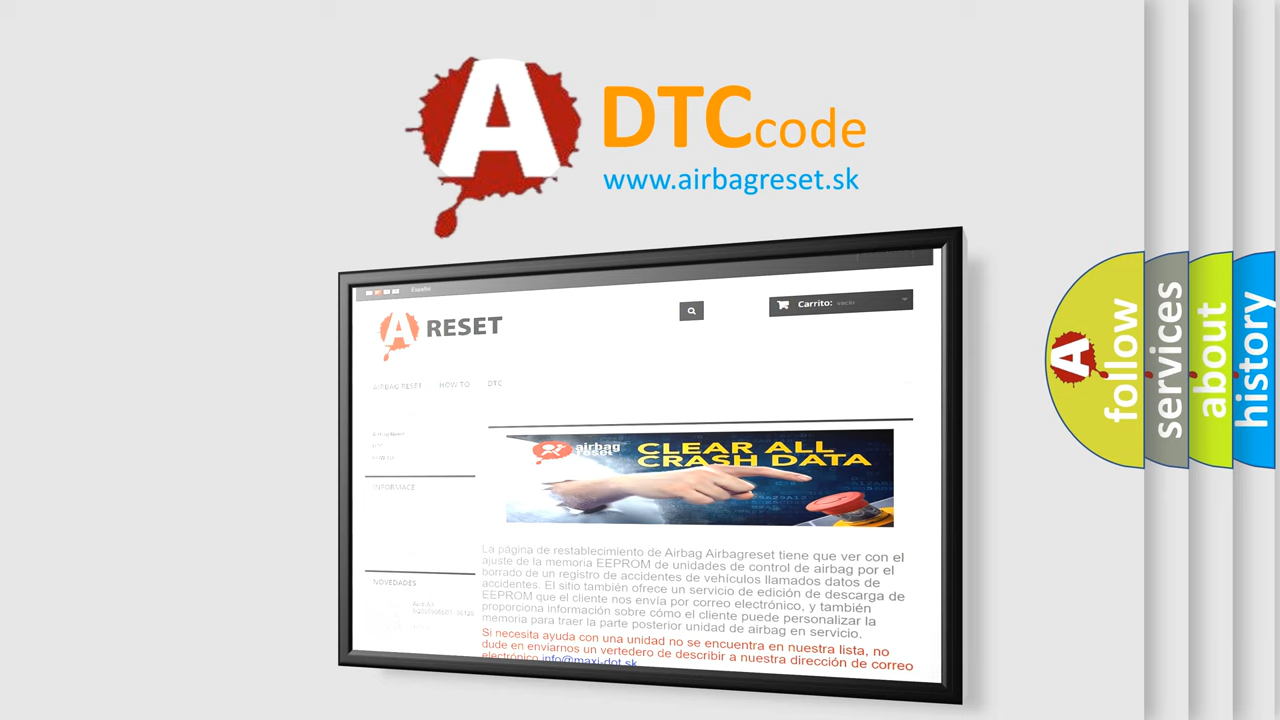 A
DTCcode
www.airbagreset.sk
Español
A RESET
Carrito: vacío
AIRBAG RESET HOW TO DTC
INFORMACE
NOVEDADES
airbag
reset
CLEAR ALL
CRASH DATA
La página de restablecimiento de Airbag Airbagreset tiene que ver con el
ajuste de la memoria EEPROM de unidades de control de airbag por el
borrado de un registro de accidentes de vehículos llamados datos de
accidentes. El sitio también ofrece un servicio de edición de descarga de
EEPROM que el cliente nos envía por correo electrónico, y también
proporciona información sobre cómo el cliente puede personalizar la
memoria para traer la parte posterior unidad de airbag en servicio.
Si necesita ayuda con una unidad no se encuentra en nuestra lista, no
dude en enviarnos un vertedero de describir a nuestra dirección de correo
electrónico info@maxi-dot.sk
A
follow
services
about
history